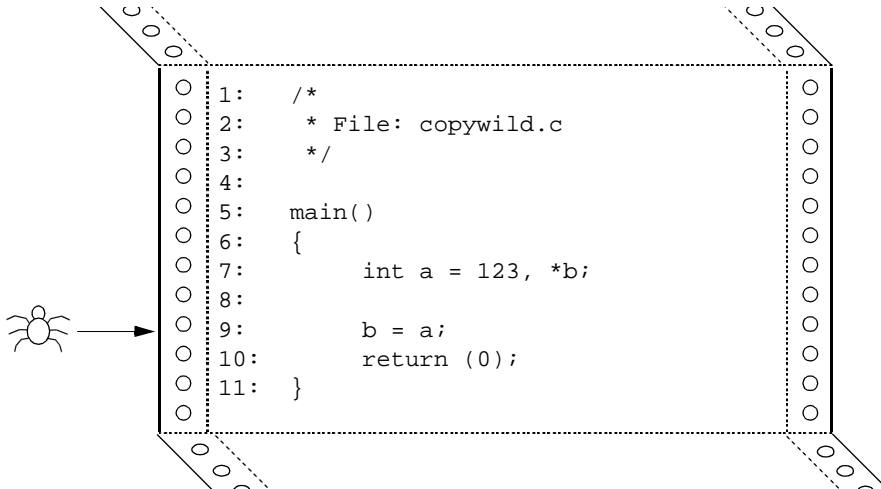 1: /*
2: * File: copywild.c
3: */
4:
5: main()
6: {
7: int a = 123, *b;
8:
9: b = a;
10: return (0);
11: }